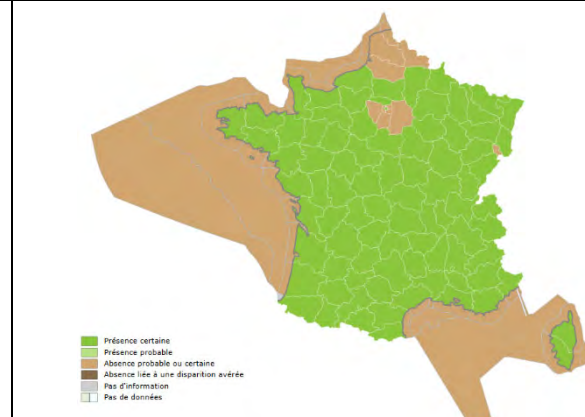 Présence certaine
Présence probable
Absence probable ou certaine
Absence liée à une disparition avérée
Pas d'information
Pas de données